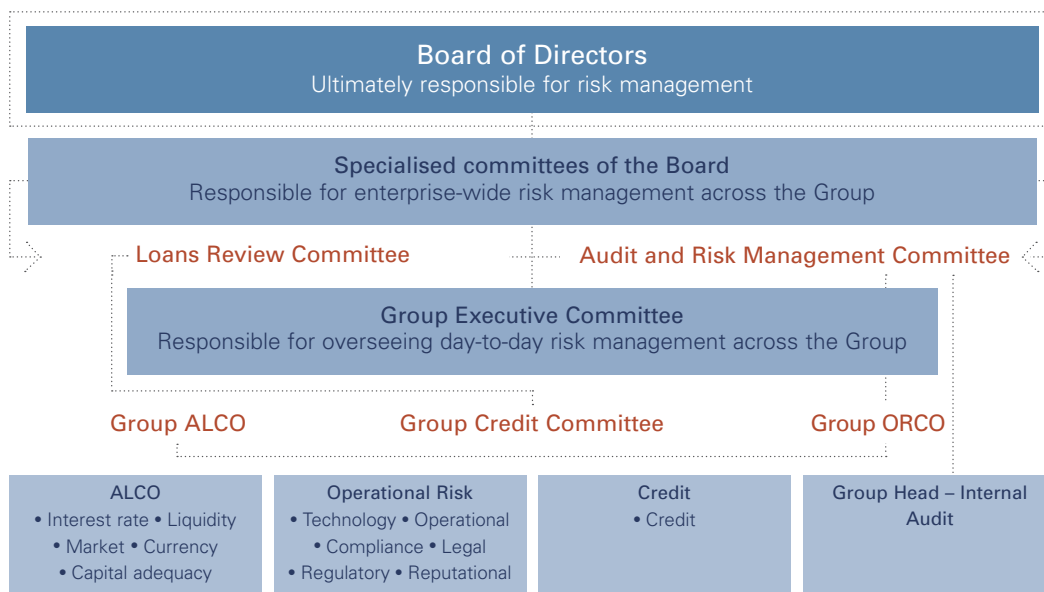 Board of Directors
Ultimately responsible for risk management
Specialised committees of the Board
Responsible for enterprise-wide risk management across the Group
Loans Review Committee
Audit and Risk Management Committee
Group Executive Committee
Responsible for overseeing day-to-day risk management across the Group
Group ALCO
Group Credit Committee
Group ORCO
ALCO
• Interest rate • Liquidity
• Market • Currency
• Capital adequacy
Operational Risk
• Technology • Operational
• Compliance • Legal
• Regulatory • Reputational
Credit
• Credit
Group Head – Internal
Audit